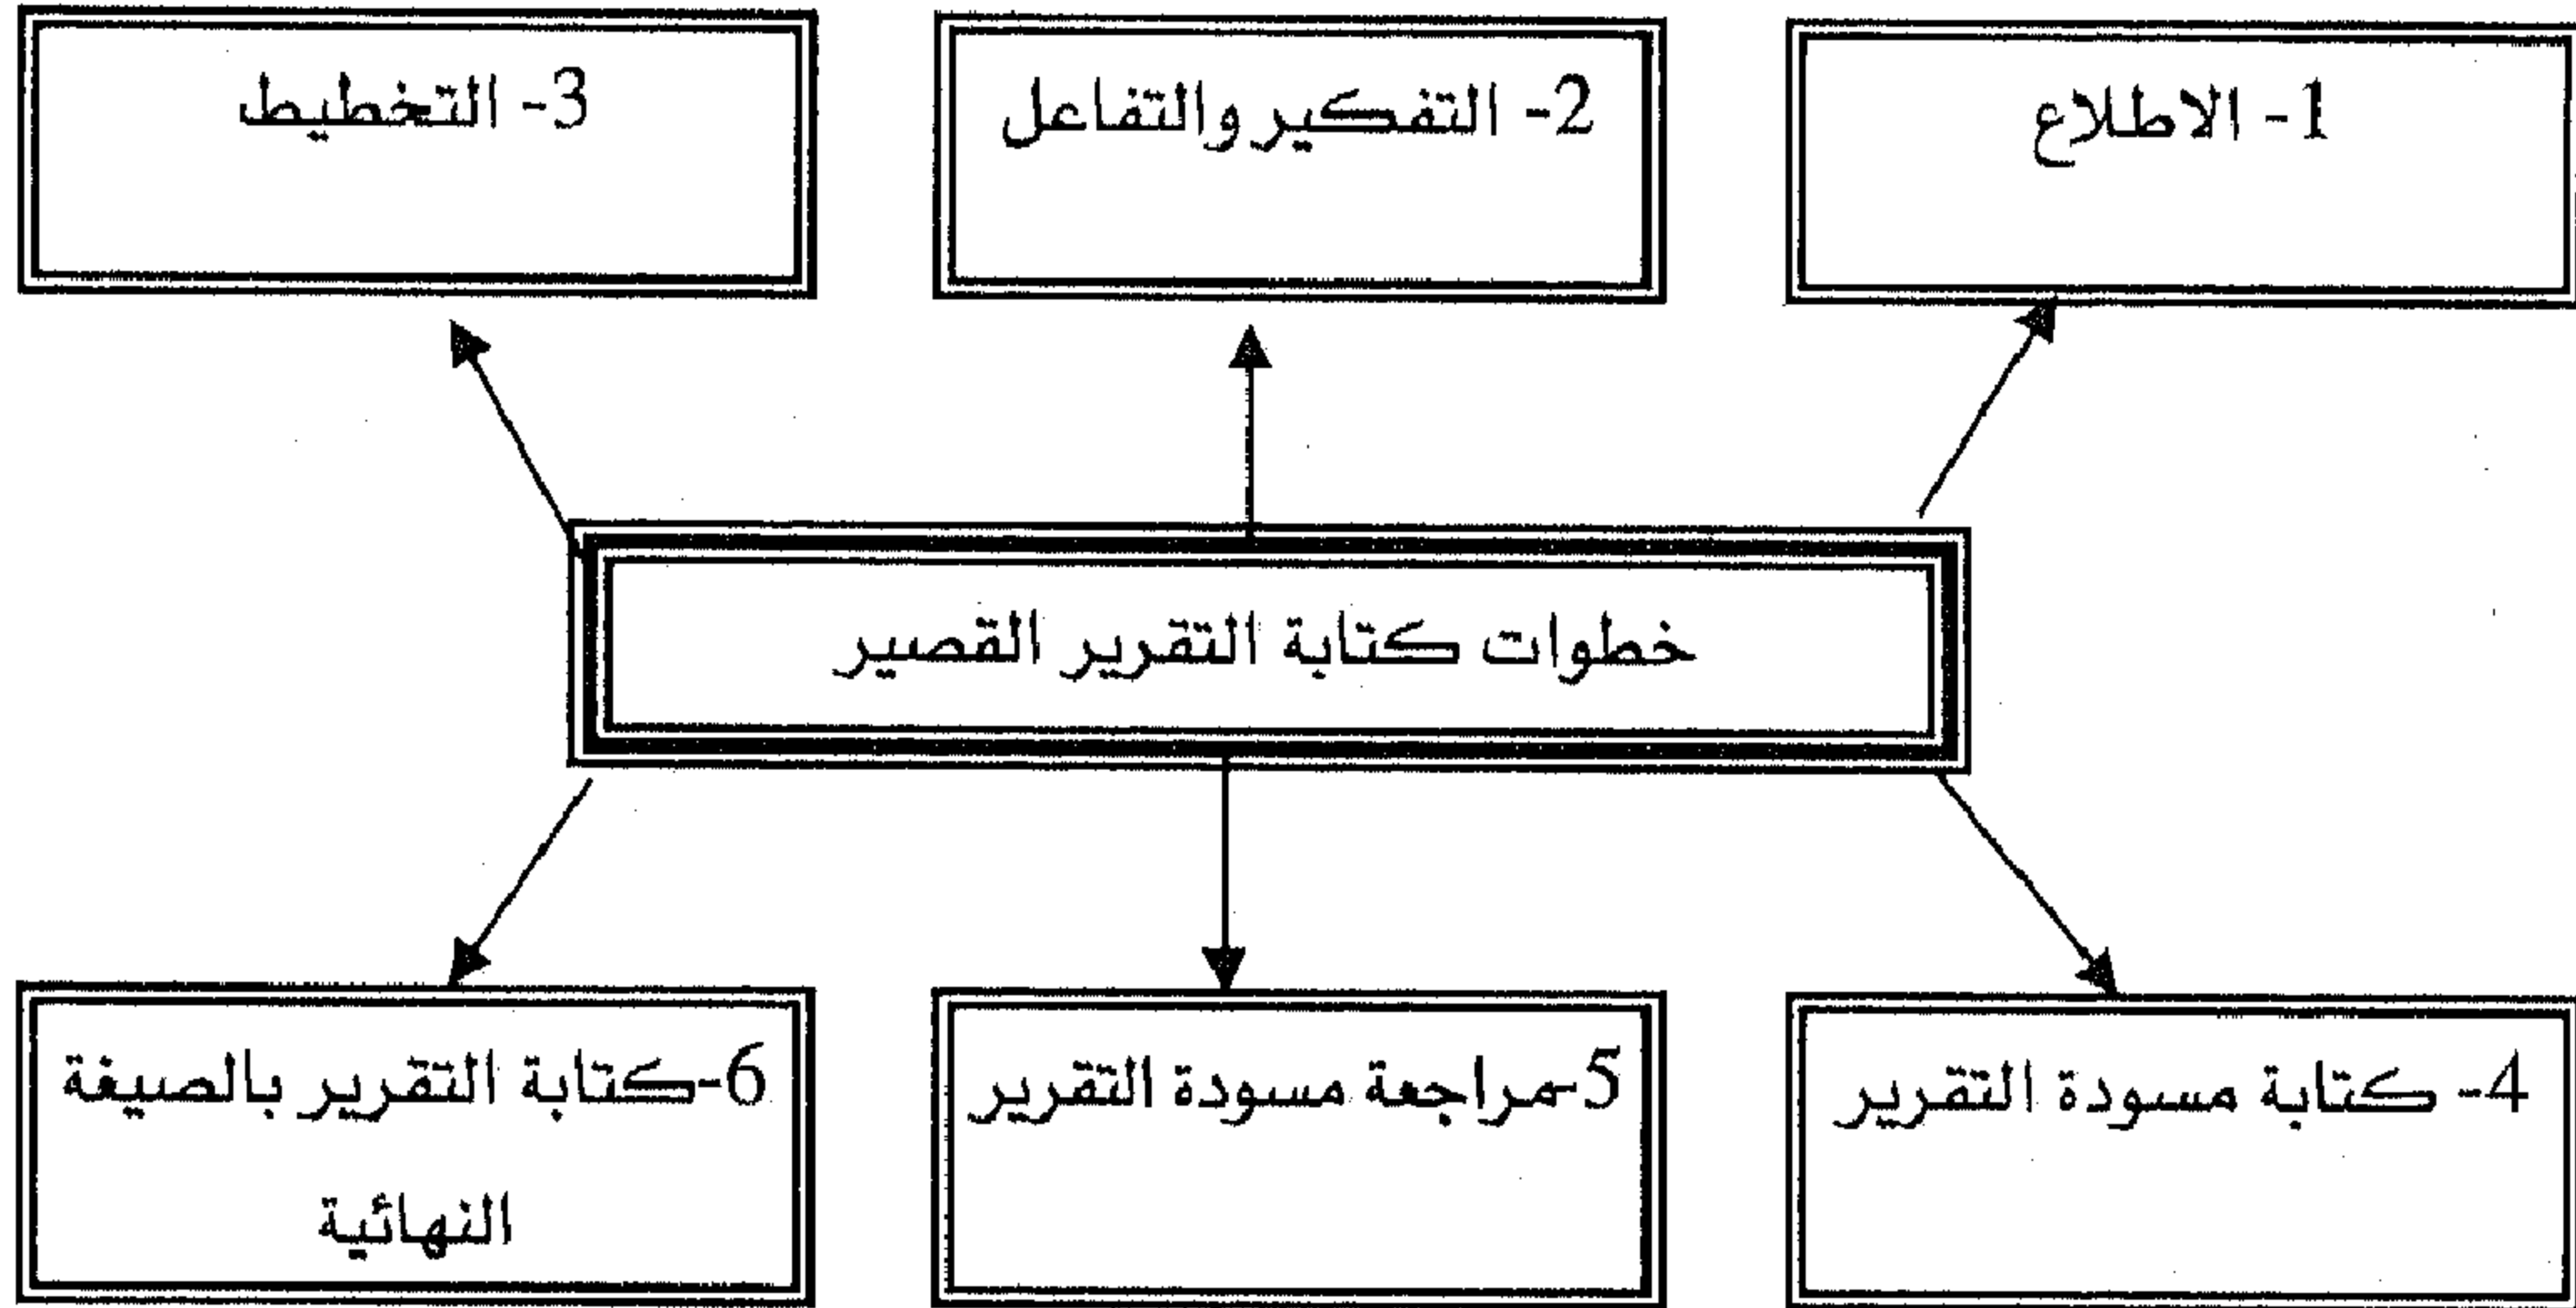 1- الاطلاع
2- التفكير والتفاعل
3- التخطيط
خطوات كتابة التقرير القصير
4- كتابة مسودة التقرير
5-مراجعة مسودة التقرير
6-كتابة التقرير بالصيغة
النهائية